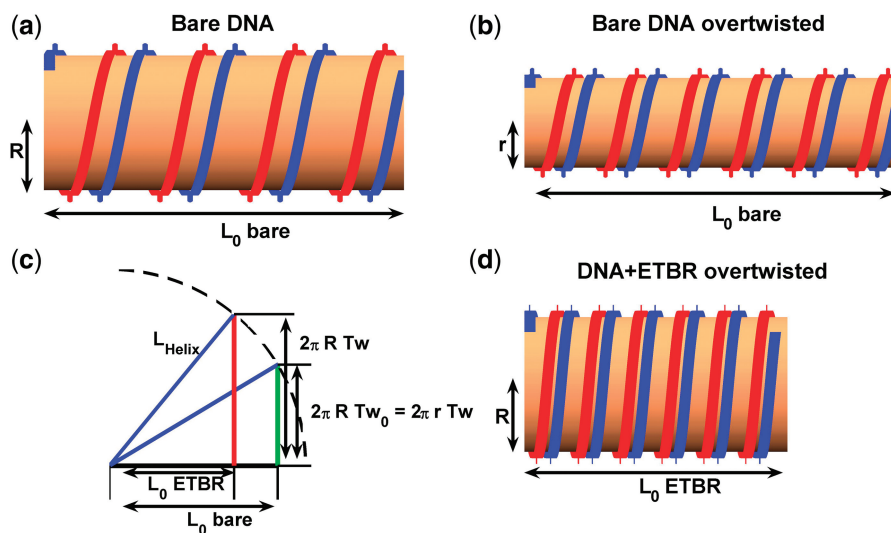 (a)
Bare DNA
R
L0 bare
(b)
Bare DNA overtwisted
r
L0 bare
(c)
LHelix
2π R Tw
2π R Tw0 = 2π r Tw
L0 ETBR
L0 bare
(d)
DNA+ETBR overtwisted
R
L0 ETBR